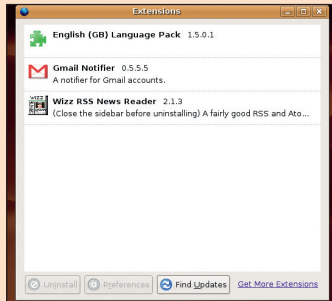 Extensions
English (GB) Language Pack 1.5.0.1
Gmail Notifier 0.5.5.5
A notifier for Gmail accounts.
WIZZ
Wizz RSS News Reader 2.1.3
(Close the sidebar before uninstalling) A fairly good RSS and Ato...
Uninstall Preferences Find Updates Get More Extensions